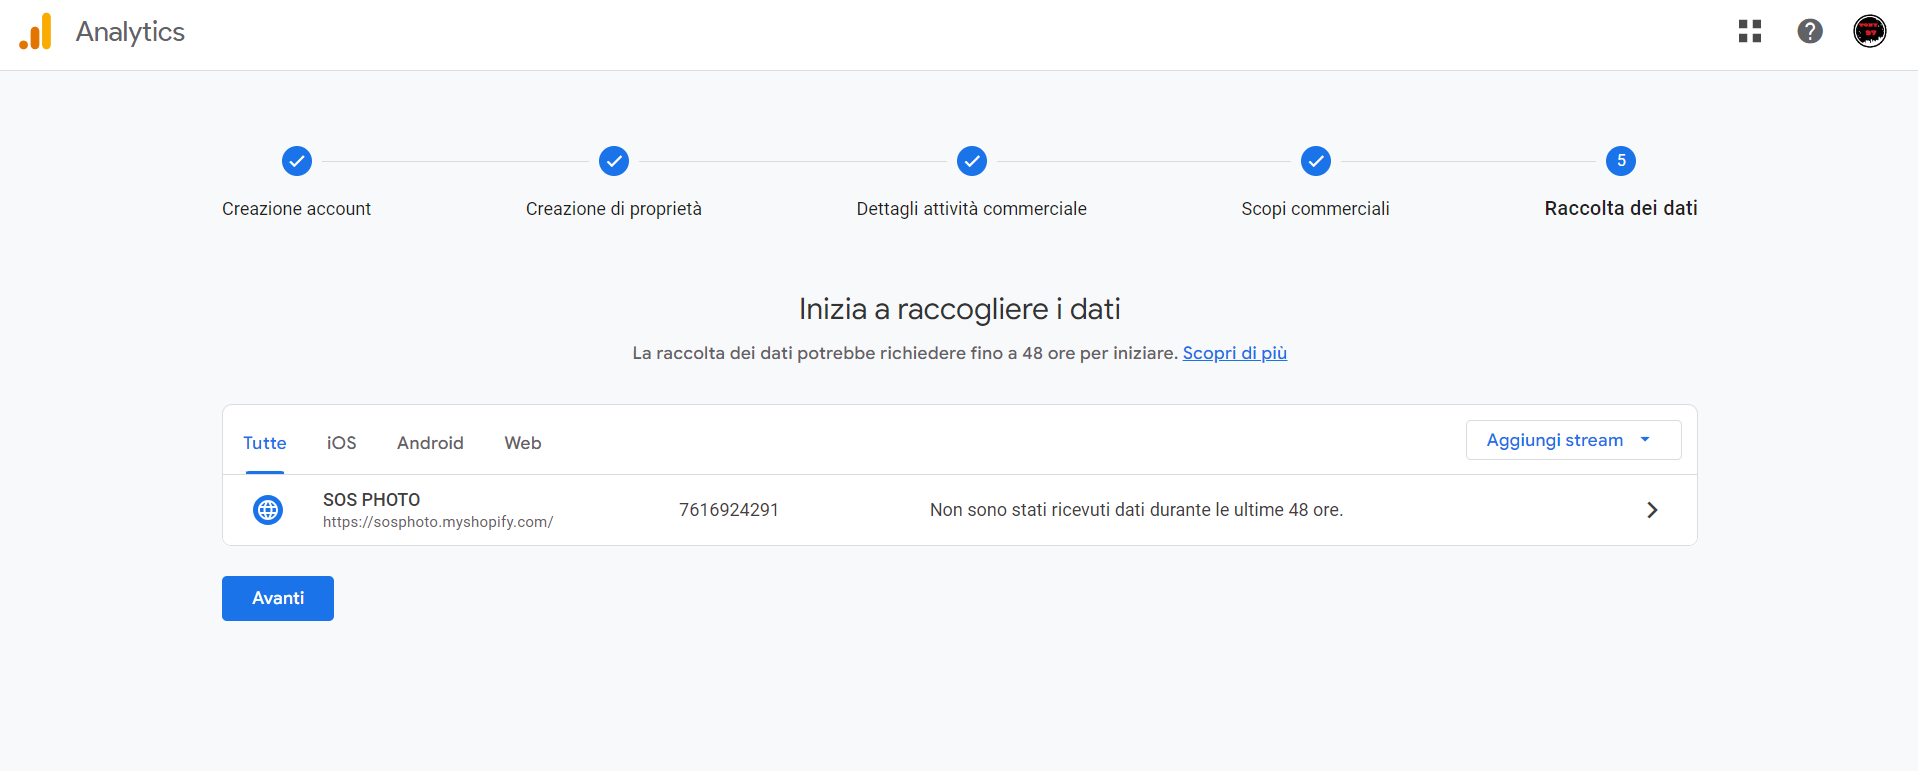 Analytics
Creazione account
Creazione di proprietà
Dettagli attività commerciale
Scopi commerciali
5
Raccolta dei dati
Inizia a raccogliere i dati
La raccolta dei dati potrebbe richiedere fino a 48 ore per iniziare. Scopri di più
Tutte iOS Android Web
Aggiungi stream
SOS PHOTO
https://sosphoto.myshopify.com/
7616924291
Non sono stati ricevuti dati durante le ultime 48 ore.
Avanti